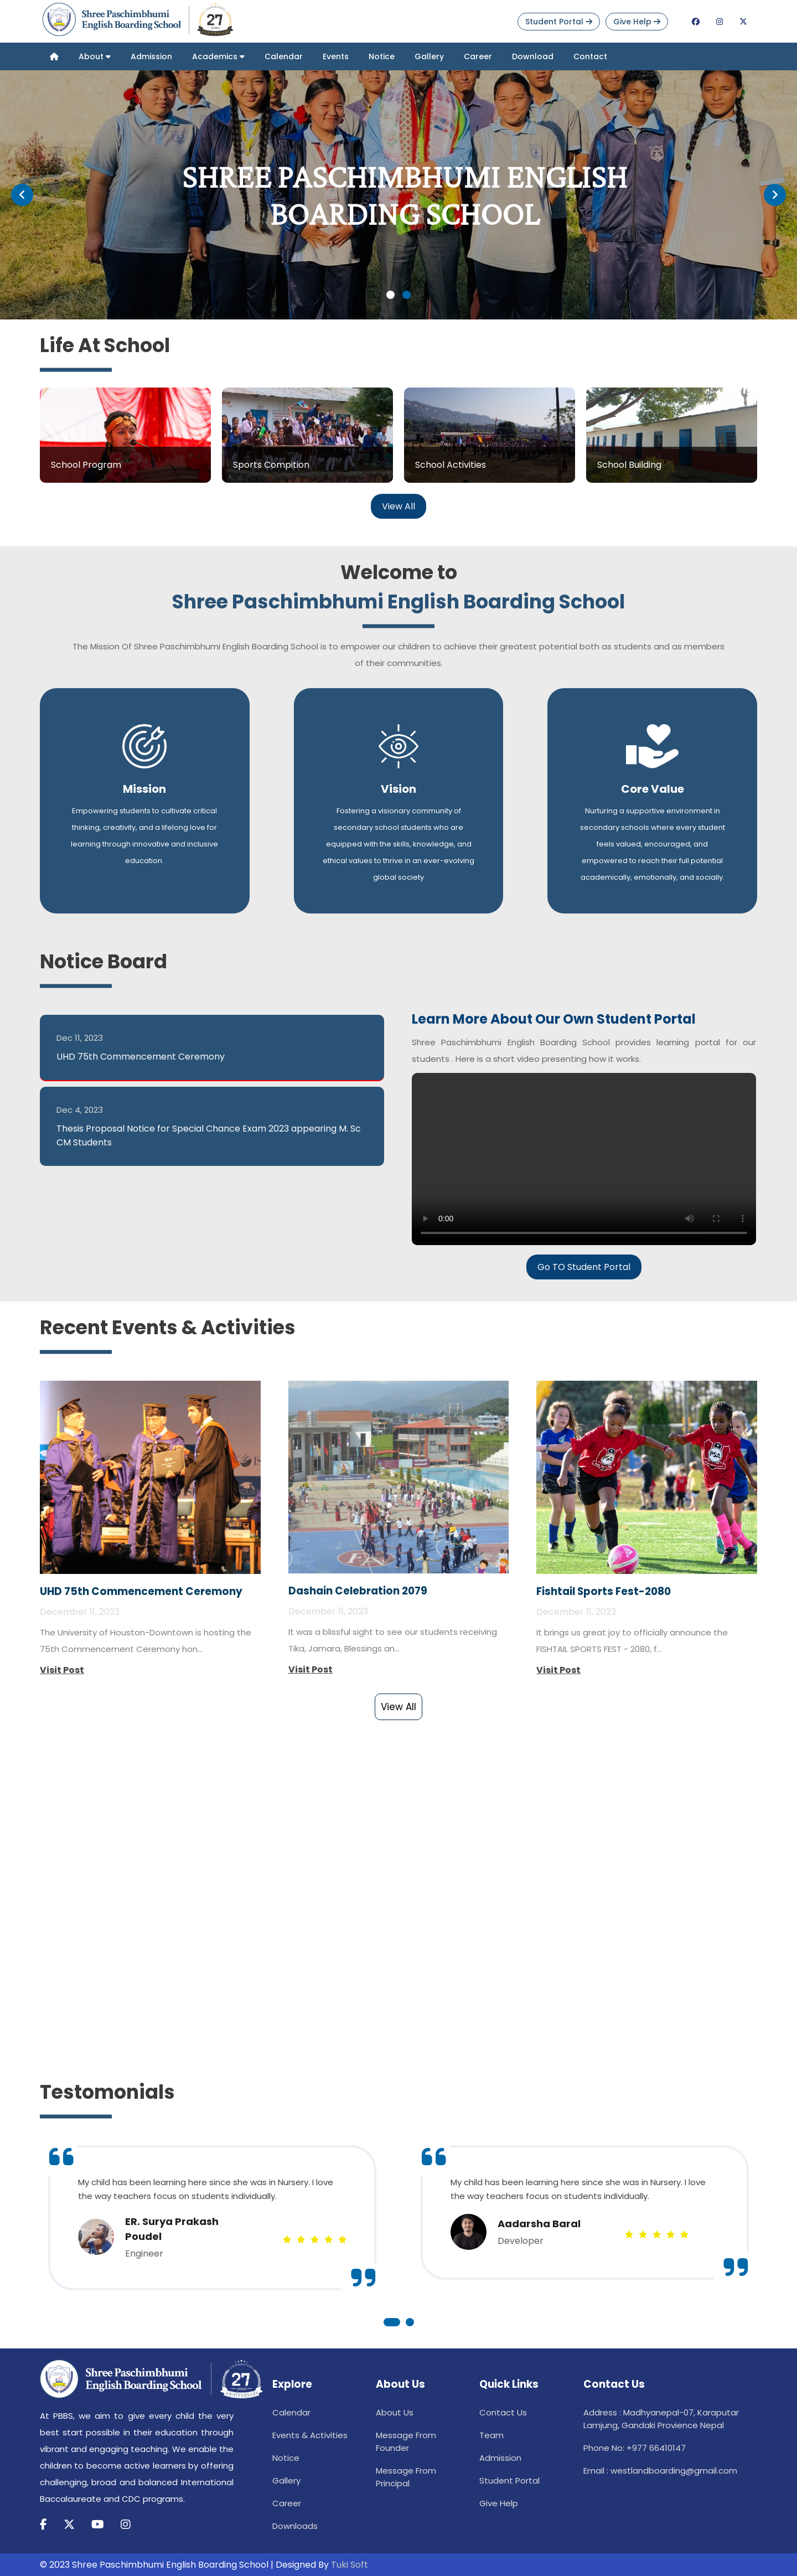 Shree Paschimbhumi
English Boarding School
27
Student Portal
Give Help
About
Admission
Academics
Calendar
Events
Notice
Gallery
Career
Download
Contact
SHREE PASCHIMBHUMI ENGLISH
BOARDING SCHOOL
Life At School
School Program
Sports Compition
School Activities
School Building
View All
Welcome to
Shree Paschimbhumi English Boarding School
The Mission Of Shree Paschimbhumi English Boarding School is to empower our children to achieve their greatest potential both as students and as members
of their communities.
Mission
Empowering students to cultivate critical
thinking, creativity, and a lifelong love for
learning through innovative and inclusive
education.
Vision
Fostering a visionary community of
secondary school students who are
equipped with the skills, knowledge, and
ethical values to thrive in an ever-evolving
global society
Core Value
Nurturing a supportive environment in
secondary schools where every student
feels valued, encouraged, and
empowered to reach their full potential
academically, emotionally, and socially.
Notice Board
Dec 11, 2023
UHD 75th Commencement Ceremony
Dec 4, 2023
Thesis Proposal Notice for Special Chance Exam 2023 appearing M. Sc
CM Students
Learn More About Our Own Student Portal
Shree Paschimbhumi English Boarding School provides learning portal for our
students . Here is a short video presenting how it works.
0:00
Go TO Student Portal
Recent Events & Activities
UHD 75th Commencement Ceremony
December 11, 2023
The University of Houston-Downtown is hosting the
75th Commencement Ceremony hon...
Visit Post
Dashain Celebration 2079
December 11, 2023
It was a blissful sight to see our students receiving
Tika, Jamara, Blessings an...
Visit Post
Fishtail Sports Fest-2080
December 11, 2023
It brings us great joy to officially announce the
FISHTAIL SPORTS FEST - 2080, f...
Visit Post
View All
Testomonials
My child has been learning here since she was in Nursery. I love
the way teachers focus on students individually.
ER. Surya Prakash
Poudel
Engineer
My child has been learning here since she was in Nursery. I love
the way teachers focus on students individually.
Aadarsha Baral
Developer
Shree Paschimbhumi
English Boarding School
27
ANNIVERSARY
At PBBS, we aim to give every child the very
best start possible in their education through
vibrant and engaging teaching. We enable the
children to become active learners by offering
challenging, broad and balanced International
Baccalaureate and CDC programs.
Explore
Calendar
Events & Activities
Notice
Gallery
Career
Downloads
About Us
About Us
Message From
Founder
Message From
Principal
Quick Links
Contact Us
Team
Admission
Student Portal
Give Help
Contact Us
Address : Madhyanepal-07, Karaputar
Lamjung, Gandaki Provience Nepal
Phone No: +977 66410147
Email : westlandboarding@gmail.com
© 2023 Shree Paschimbhumi English Boarding School | Designed By Tuki Soft